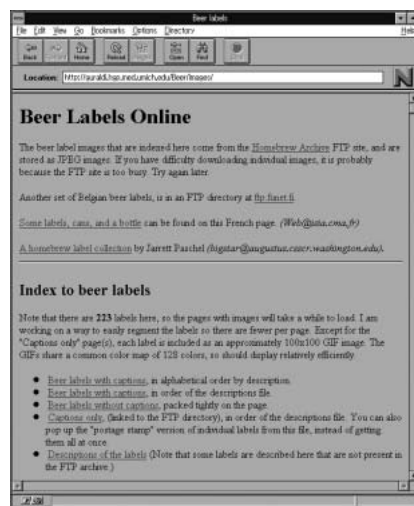 Beer labels
File Edit View Go Bookmarks Options Directory Help
Back Home Reload Open Find
Location: http://aurald.hgp.med.umich.edu/Beer/Images/
N
Beer Labels Online
The beer label images that are indexed here come from the Homebrew Archive FTP site, and are
stored as JPEG images. If you have difficulty downloading individual images, it is probably
because the FTP site is too busy. Try again later.
Another set of Belgian beer labels, is in an FTP directory at ftp.funet.fi.
Some labels, cans, and a bottle can be found on this French page.
A homebrew label collection by Jarrett Paschel
Index to beer labels
Note that there are 223 labels here, so the pages with images will take a while to load. I am
working on a way to easily segment the labels so there are fewer per page. Except for the
"Captions only" page(s), each label is included as an approximately 100x100 GIF image. The
GIFs share a common color map of 128 colors, so should display relatively efficiently.
Beer labels with captions, in alphabetical order by description.
Beer labels with captions, in order of the descriptions file.
Beer labels without captions, packed tightly on the page.
Captions only, (linked to the FTP directory), in order of the descriptions file. You can also
pop up the "postage stamp" version of individual labels from this file, instead of getting
them all at once.
Descriptions of the labels (Note that some labels are described here that are not present in
the FTP archive.)